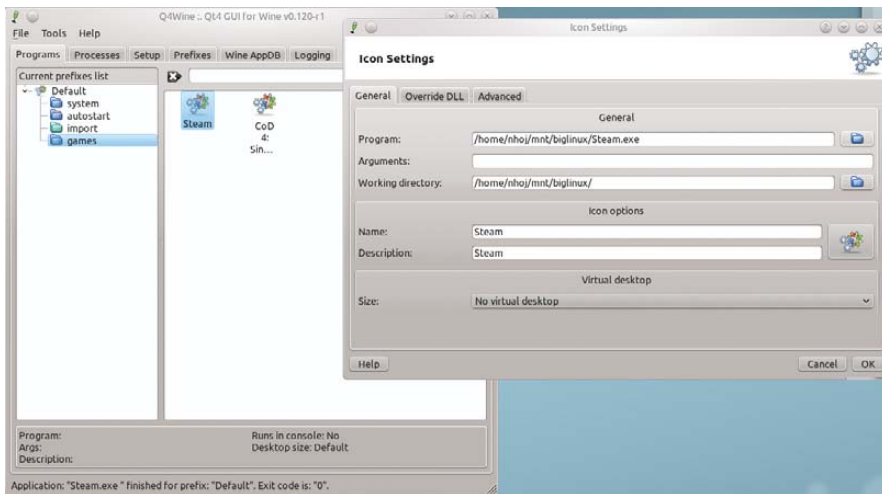 Q4Wine :. Qt4 GUI for Wine v0.120-r1
File Tools Help
Programs Processes Setup Prefixes Wine AppDB Logging
Current prefixes list
Default
system
autostart
import
games
Steam
CoD
4:
Sin...
Program:
Args:
Description:
Runs in console: No
Desktop size: Default
Application: "Steam.exe " finished for prefix: "Default". Exit code is: "0".
Icon Settings
Icon Settings
General Override DLL Advanced
General
Program: /home/nhoj/mnt/biglinux/Steam.exe
Arguments:
Working directory: /home/nhoj/mnt/biglinux/
Icon options
Name: Steam
Description: Steam
Virtual desktop
Size: No virtual desktop
Help Cancel OK